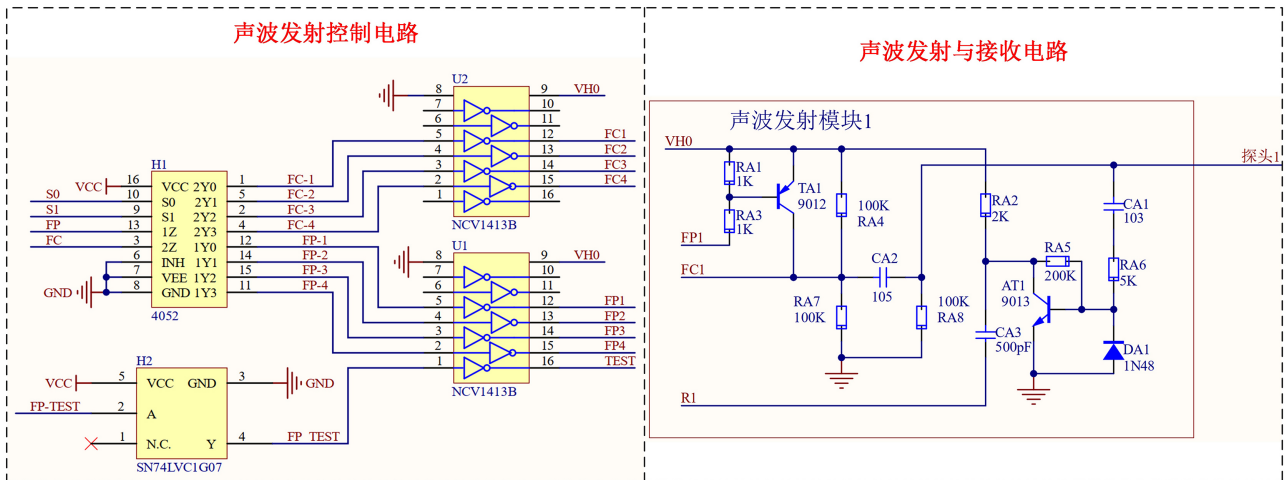 声波发射控制电路
声波发射与接收电路
U2
8 9 VH0
7 10
6 11
5 12 FC1
4 13 FC2
3 14 FC3
2 15 FC4
1 16
NCV1413B
H1
VCC 16 VCC 2Y0 1 FC-1
S0 10 S0 2Y1 5 FC-2
S1 9 S1 2Y2 2 FC-3
FP 13 1Z 2Y3 4 FC-4
FC 3 2Z 1Y0 12 FP-1
6 INH 1Y1 14 FP-2
7 VEE 1Y2 15 FP-3
GND 8 GND 1Y3 11 FP-4
4052
U1
8 9 VH0
7 10
6 11
5 12 FP1
4 13 FP2
3 14 FP3
2 15 FP4
1 16 TEST
NCV1413B
H2
VCC 5 VCC GND 3 GND
FP-TEST 2 A
1 N.C. Y 4 FP_TEST
SN74LVC1G07
声波发射模块1
VH0
探头1
RA1
1K
TA1
9012
RA3
1K
100K
RA4
FP1
FC1
RA2
2K
CA1
103
CA2
105
RA5
200K
RA6
5K
RA7
100K
100K
RA8
AT1
9013
CA3
500pF
DA1
1N48
R1